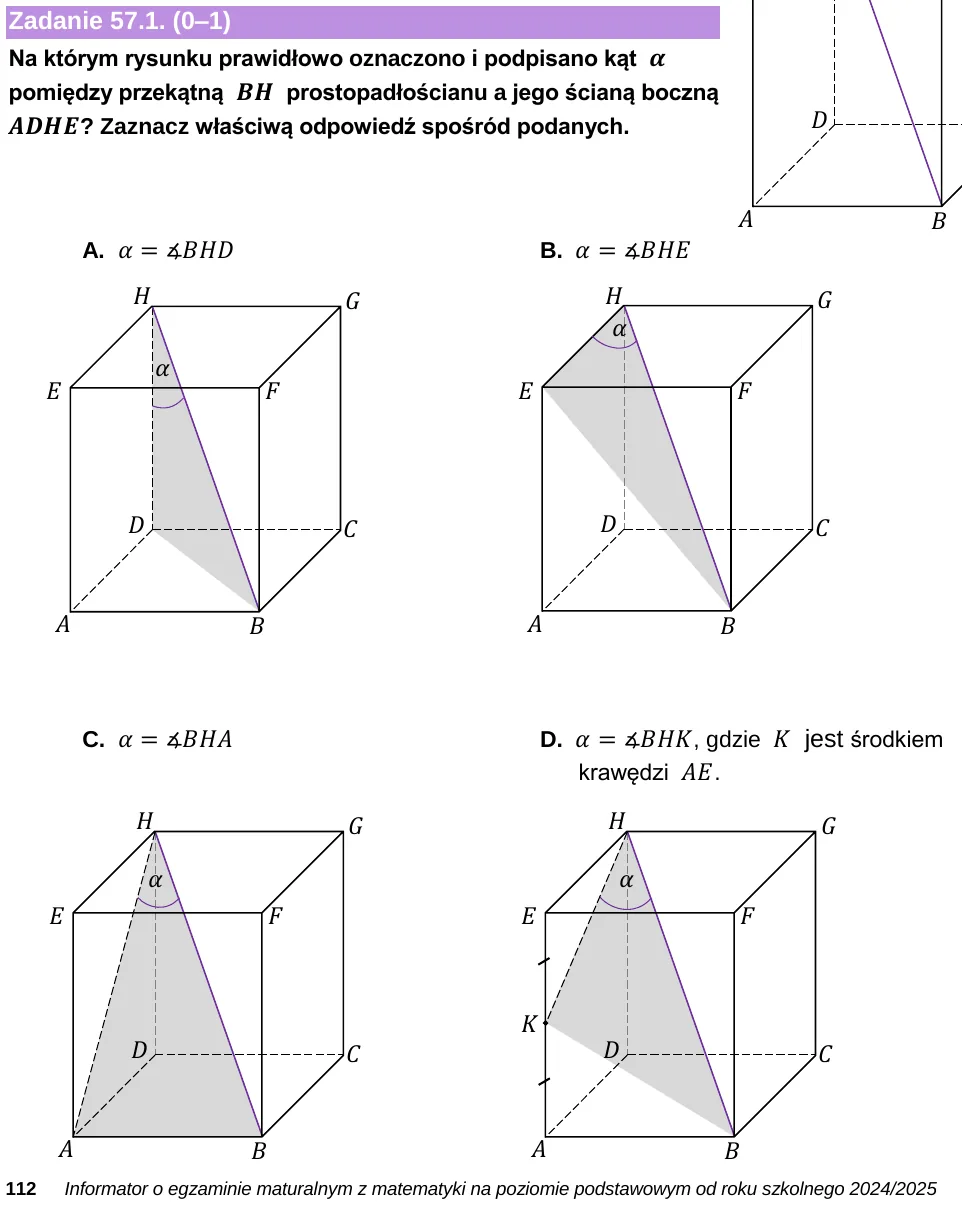 Zadanie 57.1. (0–1)
Na którym rysunku prawidłowo oznaczono i podpisano kąt α
pomiędzy przekątną BH prostopadłościanu a jego ścianą boczną
ADHE? Zaznacz właściwą odpowiedź spośród podanych.
D
A
B
A. α = ∡BHD
B. α = ∡BHE
H
G
α
E
F
D
C
A
B
H
G
α
E
F
D
C
A
B
C. α = ∡BHA
D. α = ∡BHK, gdzie K jest środkiem
krawędzi AE.
H
G
α
E
F
D
C
A
B
H
G
α
E
F
K
D
C
A
B
112 Informator o egzaminie maturalnym z matematyki na poziomie podstawowym od roku szkolnego 2024/2025